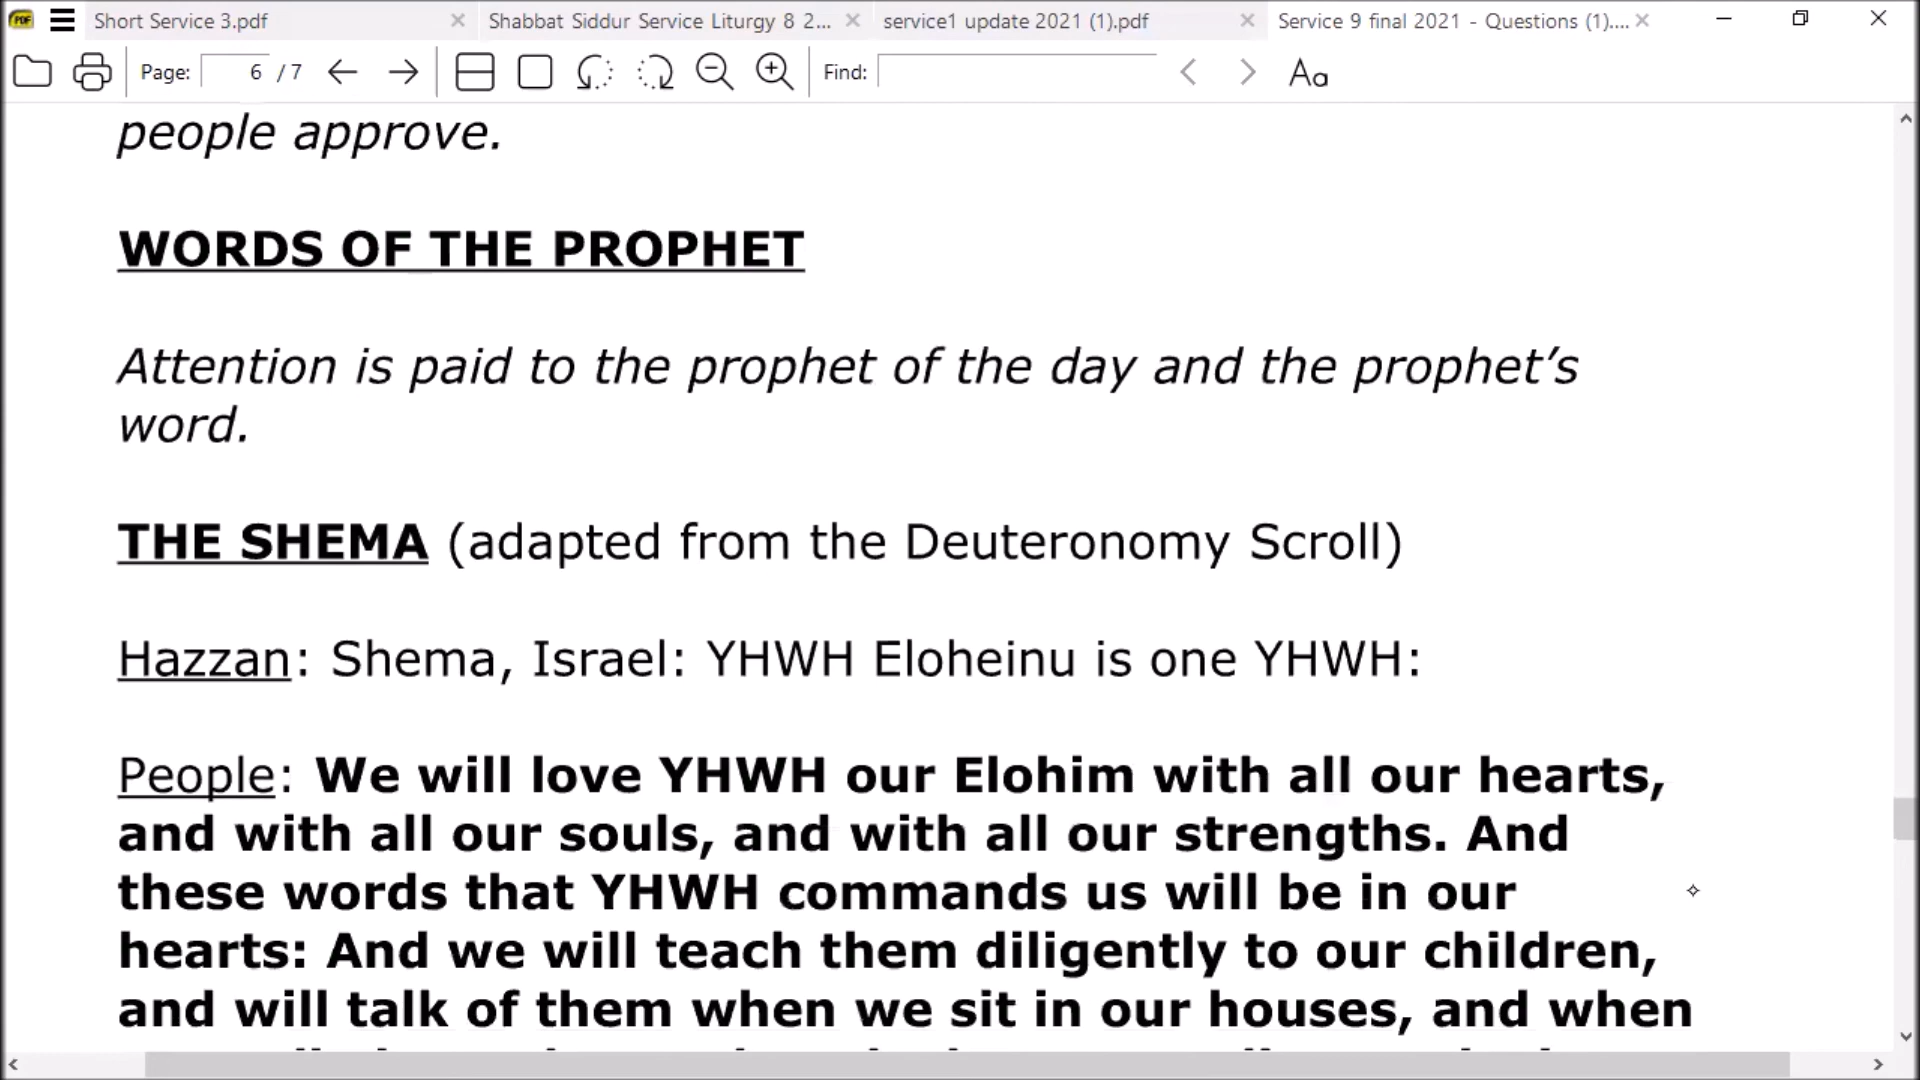 Short Service 3.pdf
Shabbat Siddur Service Liturgy 8 2...
service1 update 2021 (1).pdf
Service 9 final 2021 - Questions (1)....
Page: 6 / 7
Find:
Aa
people approve.
WORDS OF THE PROPHET
Attention is paid to the prophet of the day and the prophet’s
word.
THE SHEMA (adapted from the Deuteronomy Scroll)
Hazzan: Shema, Israel: YHWH Eloheinu is one YHWH:
People: We will love YHWH our Elohim with all our hearts,
and with all our souls, and with all our strengths. And
these words that YHWH commands us will be in our
hearts: And we will teach them diligently to our children,
and will talk of them when we sit in our houses, and when